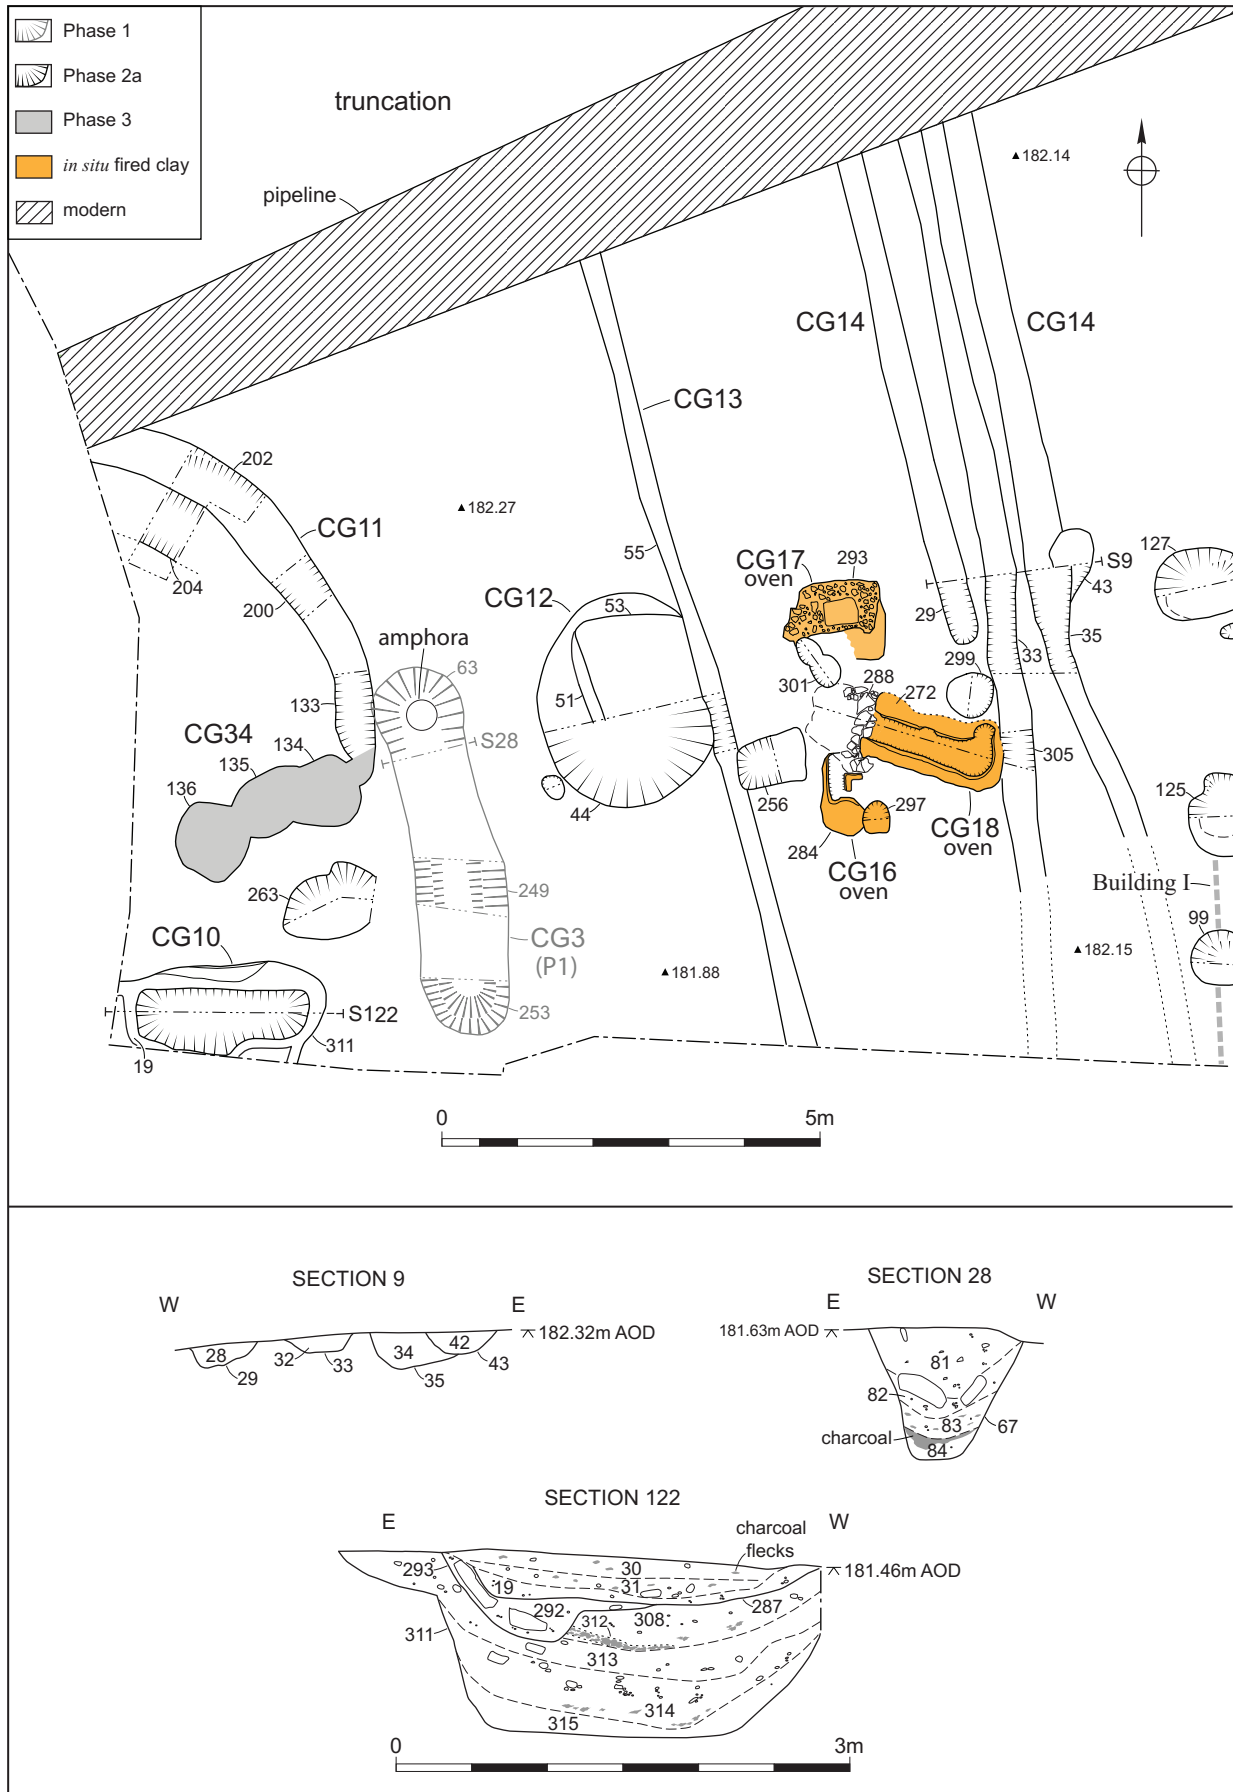 Phase 1
Phase 2a
Phase 3
in situ fired clay
modern
truncation
pipeline
182.14
CG14
CG14
CG13
202
CG11
182.27
204
200
55
CG17
oven
293
S9
127
43
CG12
53
amphora
63
29
35
299
33
301
288
272
51
133
CG34
134
135
136
S28
305
256
44
297
125
284
CG16
oven
CG18
oven
Building I
263
249
99
CG10
CG3
(P1)
182.15
181.88
S122
253
311
19
0 5m
SECTION 9
W E
182.32m AOD
28
29
32
33
34
35
42
43
SECTION 28
E W
181.63m AOD
81
82
83
67
charcoal
84
SECTION 122
E W
charcoal
flecks
293
30
181.46m AOD
19
31
292
287
308
312
311
313
314
315
0 3m